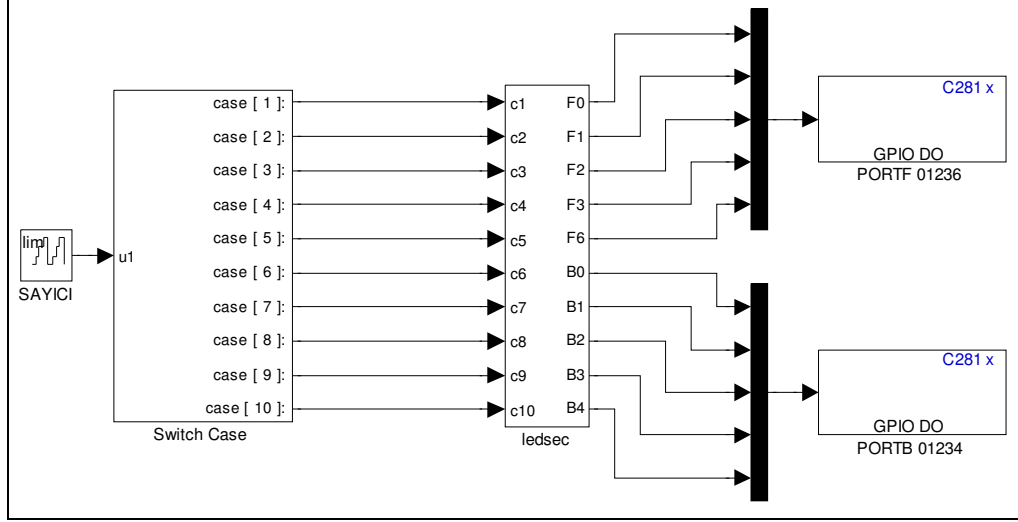 lim
SAYICI
u1
case [ 1 ]:
case [ 2 ]:
case [ 3 ]:
case [ 4 ]:
case [ 5 ]:
case [ 6 ]:
case [ 7 ]:
case [ 8 ]:
case [ 9 ]:
case [ 10 ]:
Switch Case
c1
c2
c3
c4
c5
c6
c7
c8
c9
c10
F0
F1
F2
F3
F6
B0
B1
B2
B3
B4
ledsec
C281 x
GPIO DO
PORTF 01236
C281 x
GPIO DO
PORTB 01234